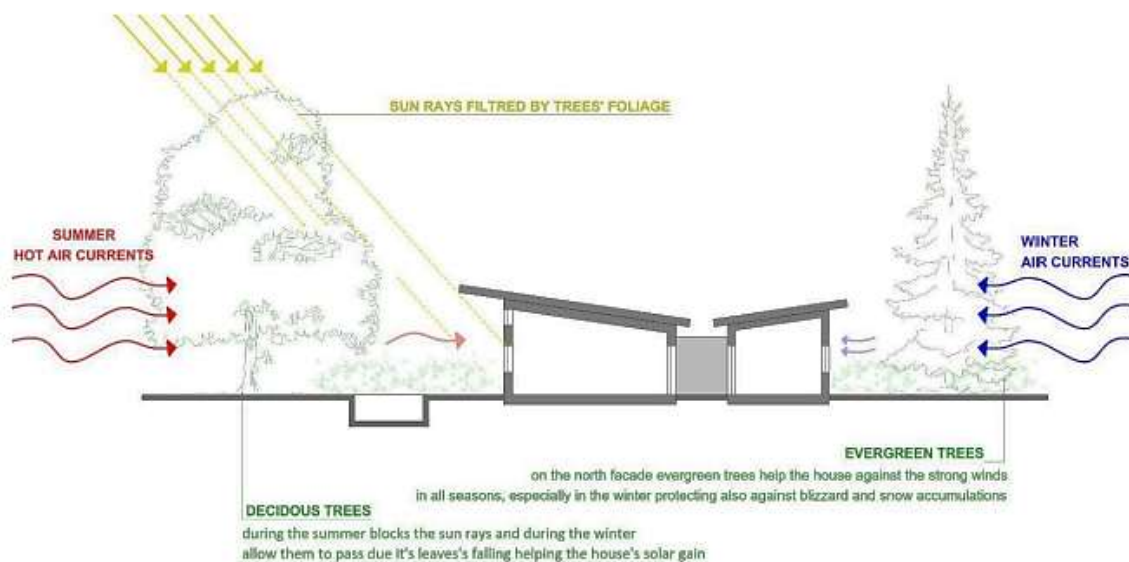 SUN RAYS FILTRED BY TREES' FOLIAGE
SUMMER
HOT AIR CURRENTS
WINTER
AIR CURRENTS
EVERGREEN TREES
on the north facade evergreen trees help the house against the strong winds
in all seasons, especially in the winter protecting also against blizzard and snow accumulations
DECIDOUS TREES
during the summer blocks the sun rays and during the winter
allow them to pass due it's leaves's falling helping the house's solar gain